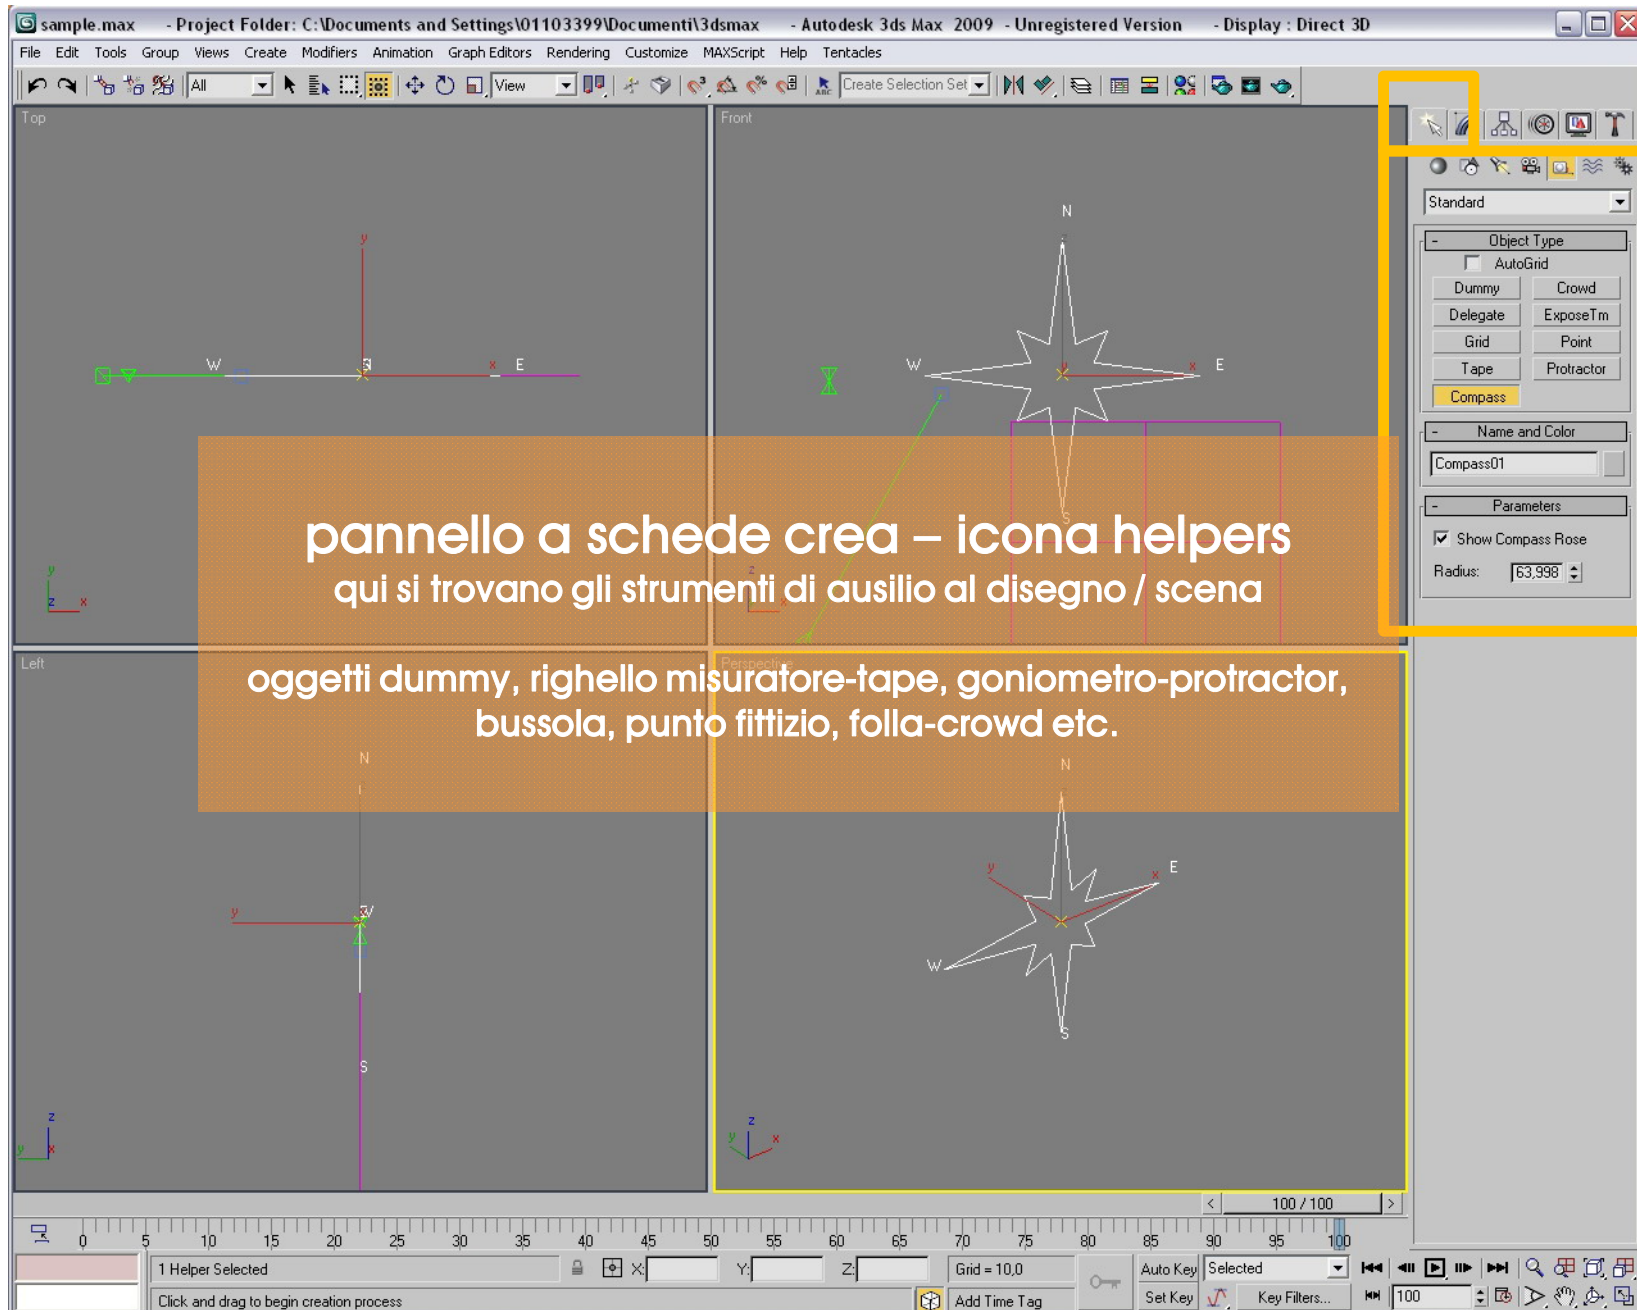 sample.max - Project Folder: C:\Documents and Settings\01103399\Documenti\3dsmax - Autodesk 3ds Max 2009 - Unregistered Version - Display : Direct 3D
File Edit Tools Group Views Create Modifiers Animation Graph Editors Rendering Customize MAXScript Help Tentacles
All View Create Selection Set
Top
y
W x E
Front
N
z
W x E
S
Standard
- Object Type
AutoGrid
Dummy Crowd
Delegate ExposeTm
Grid Point
Tape Protractor
Compass
- Name and Color
Compass01
- Parameters
Show Compass Rose
Radius: 63,998
pannello a schede crea – icona helpers
qui si trovano gli strumenti di ausilio al disegno / scena
oggetti dummy, righello misuratore-tape, goniometro-protractor,
bussola, punto fittizio, folla-crowd etc.
y
z x
z
x
Left
N
y
S
z
y x
Perspective
N
y x E
W
S
z
y x
< 100 / 100 >
0 5 10 15 20 25 30 35 40 45 50 55 60 65 70 75 80 85 90 95 100
1 Helper Selected X: Y: Z: Grid = 10,0 Auto Key Selected
Click and drag to begin creation process Add Time Tag Set Key Key Filters... 100